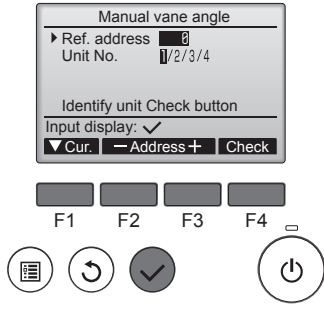 Manual vane angle
▶Ref. address 0
Unit No. 1/2/3/4
Identify unit Check button
Input display: ✓
▼Cur. −Address+ Check
F1 F2 F3 F4